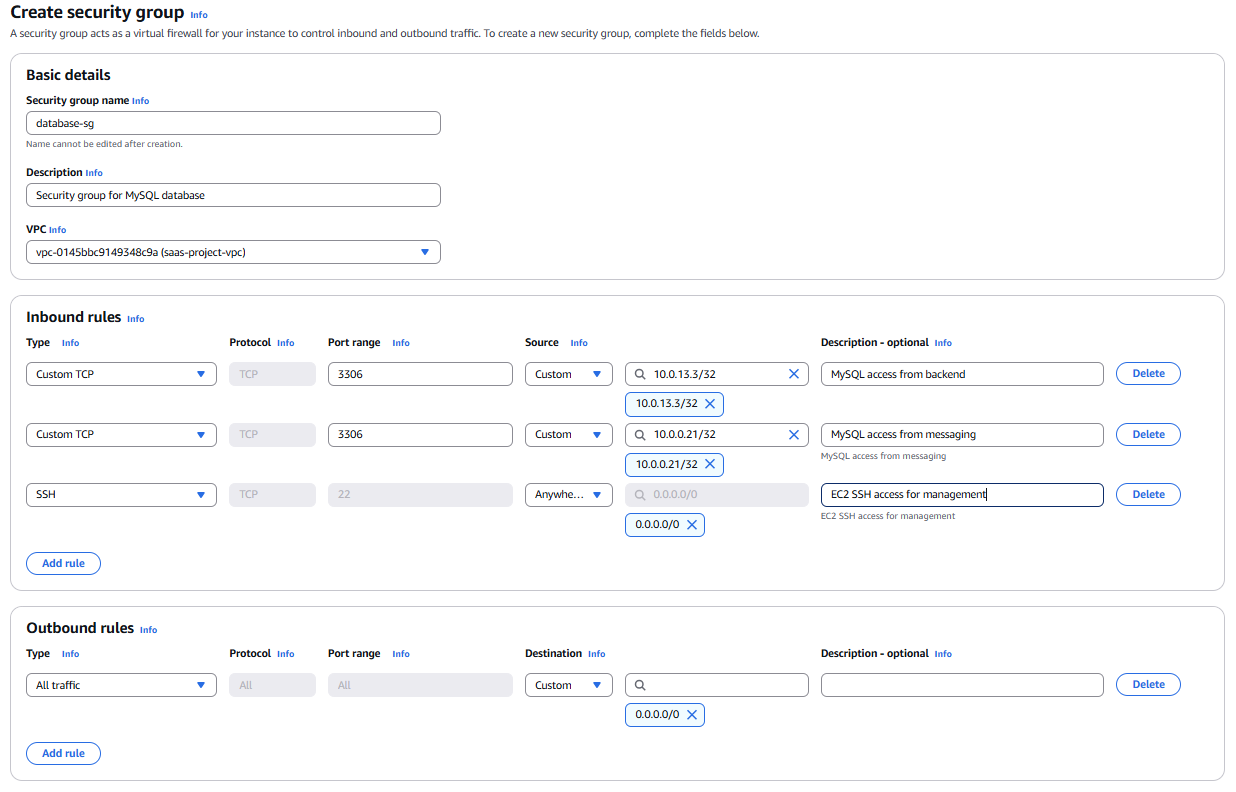 Create security group Info
A security group acts as a virtual firewall for your instance to control inbound and outbound traffic. To create a new security group, complete the fields below.
Basic details
Security group name Info
database-sg
Name cannot be edited after creation.
Description Info
Security group for MySQL database
VPC Info
vpc-0145bbc9149348c9a (saas-project-vpc)
Inbound rules Info
Type Info Protocol Info Port range Info Source Info Description - optional Info
Custom TCP TCP 3306 Custom 10.0.13.3/32 MySQL access from backend Delete
10.0.13.3/32
Custom TCP TCP 3306 Custom 10.0.0.21/32 MySQL access from messaging Delete
10.0.0.21/32 MySQL access from messaging
SSH TCP 22 Anywhe... 0.0.0.0/0 EC2 SSH access for management Delete
0.0.0.0/0 EC2 SSH access for management
Add rule
Outbound rules Info
Type Info Protocol Info Port range Info Destination Info Description - optional Info
All traffic All All Custom Delete
0.0.0.0/0
Add rule